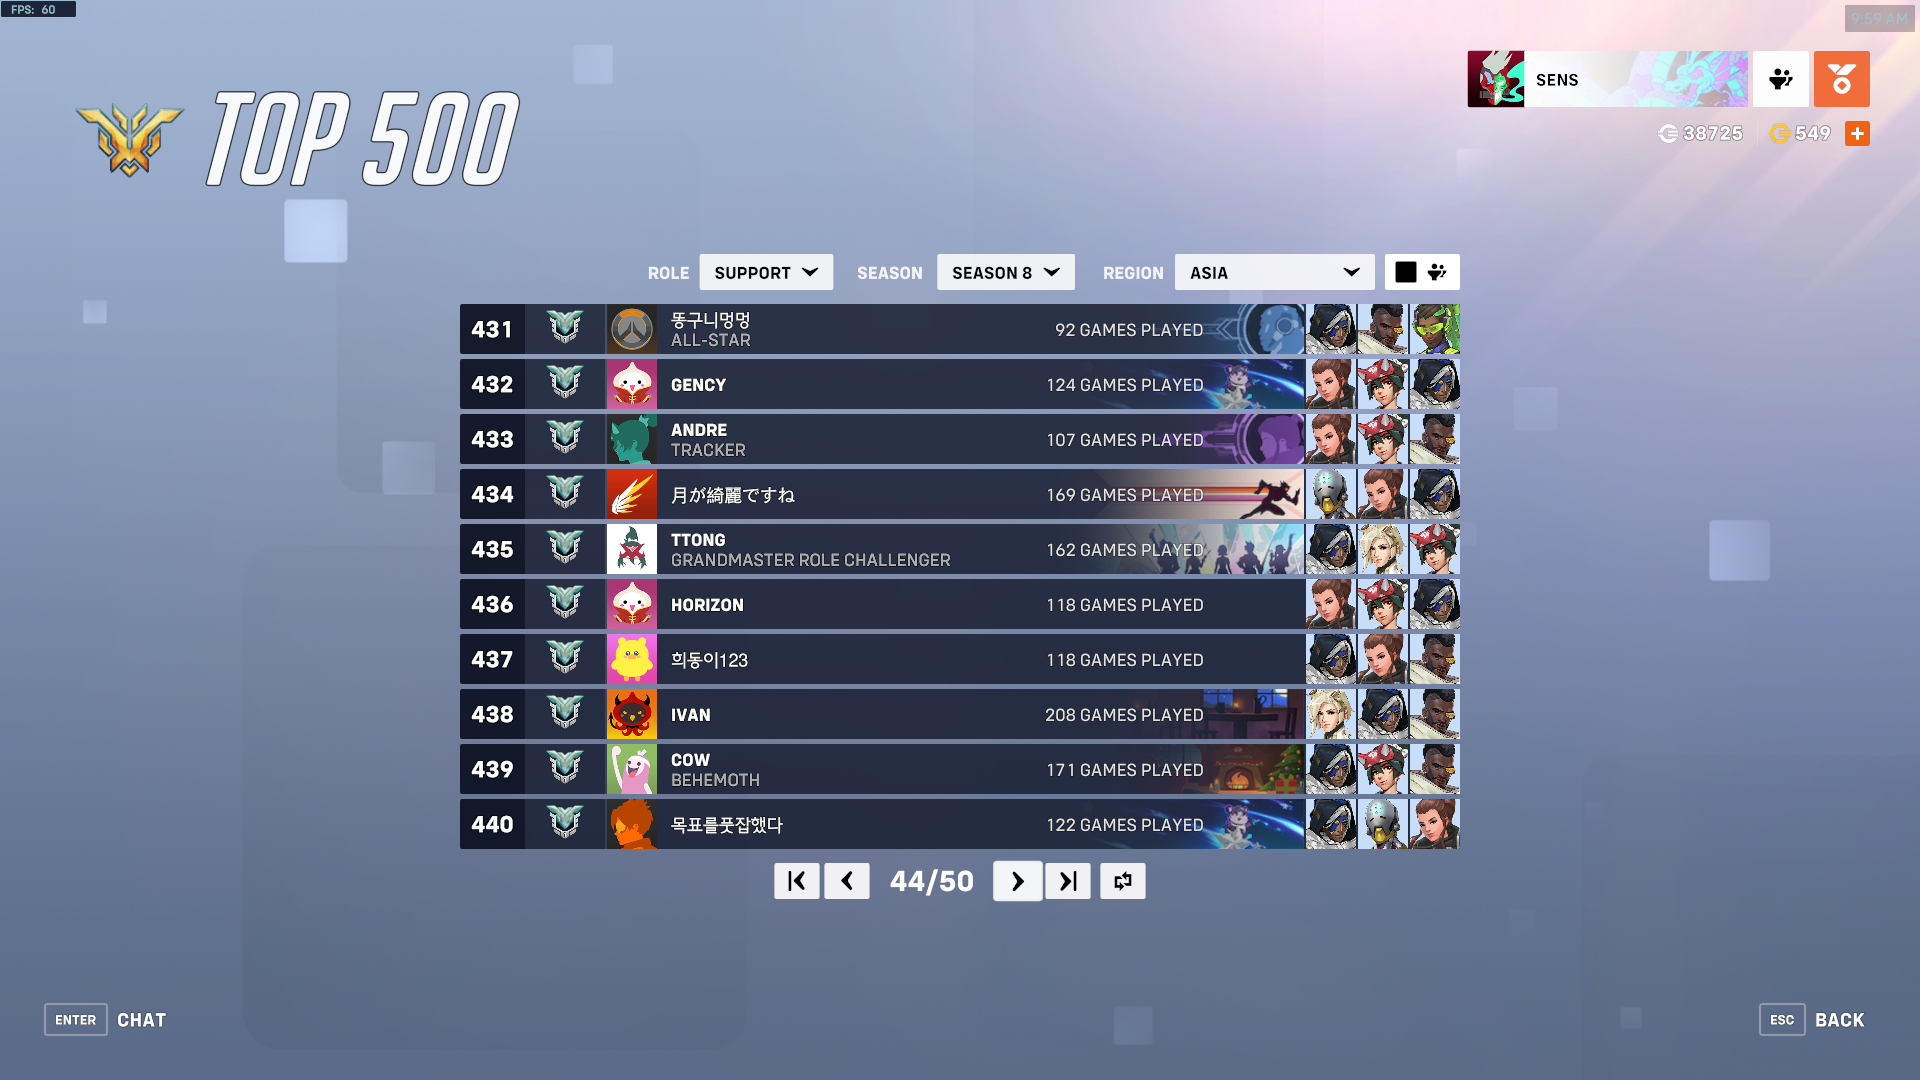 FPS: 60
9:59 AM
TOP 500
SENS
38725 549
ROLE SUPPORT SEASON SEASON 8 REGION ASIA
431 똥구니멍멍 92 GAMES PLAYED
ALL-STAR
432 GENCY 124 GAMES PLAYED
433 ANDRE 107 GAMES PLAYED
TRACKER
434 月が綺麗ですね 169 GAMES PLAYED
435 TTONG 162 GAMES PLAYED
GRANDMASTER ROLE CHALLENGER
436 HORIZON 118 GAMES PLAYED
437 희동이123 118 GAMES PLAYED
438 IVAN 208 GAMES PLAYED
439 COW 171 GAMES PLAYED
BEHEMOTH
440 목표를풋잡했다 122 GAMES PLAYED
44/50
ENTER CHAT
ESC BACK